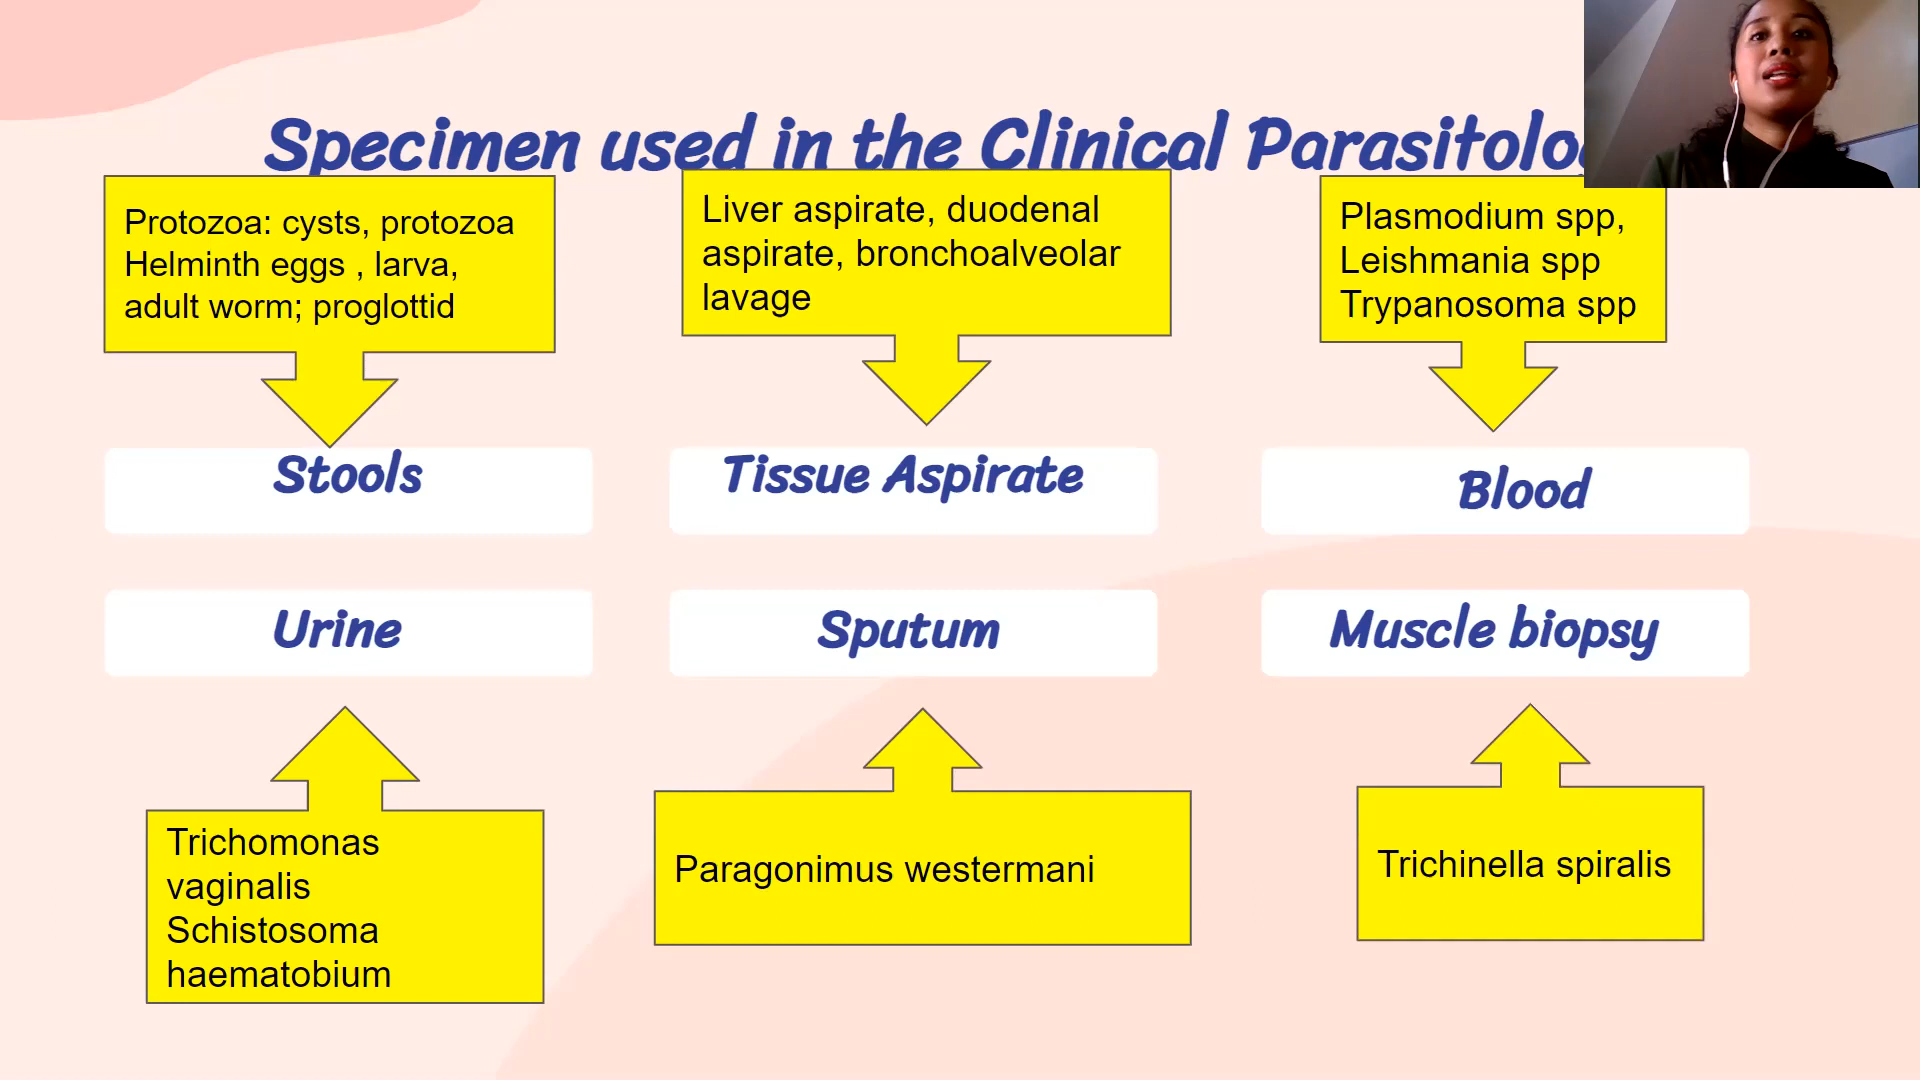 Specimen used in the Clinical
Protozoa: cysts, protozoa
Helminth eggs , larva,
adult worm; proglottid
Liver aspirate, duodenal
aspirate, bronchoalveolar
lavage
Plasmodium spp,
Leishmania spp
Trypanosoma spp
Stools
Tissue Aspirate
Blood
Urine
Sputum
Muscle biopsy
Trichomonas
vaginalis
Schistosoma
haematobium
Paragonimus westermani
Trichinella spiralis